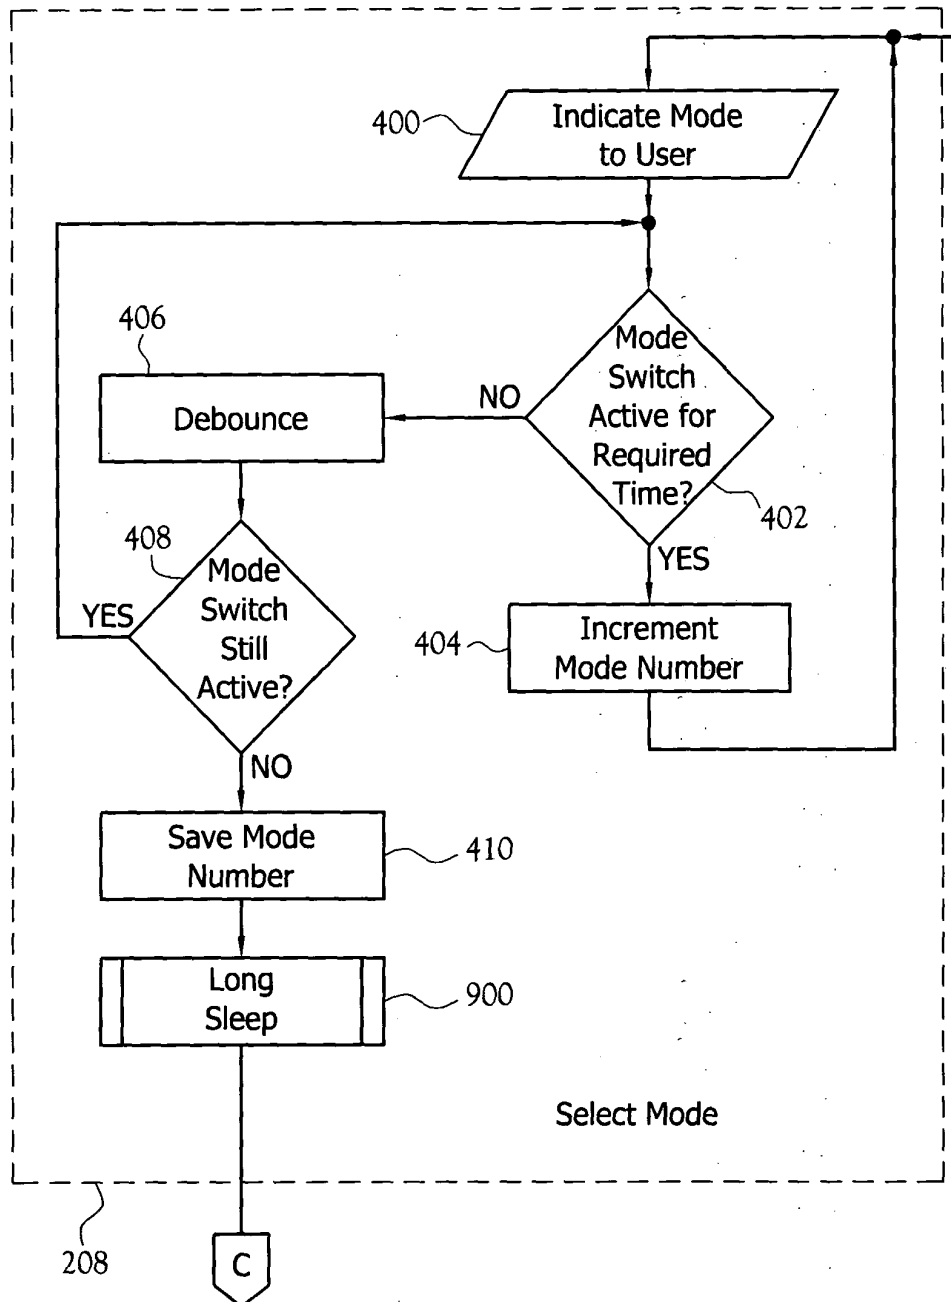 400
Indicate Mode
to User
406
Debounce
NO
Mode
Switch
Active for
Required
Time?
402
YES
408
Mode
Switch
Still
Active?
YES
NO
404
Increment
Mode Number
Save Mode
Number
410
Long
Sleep
900
Select Mode
208
C